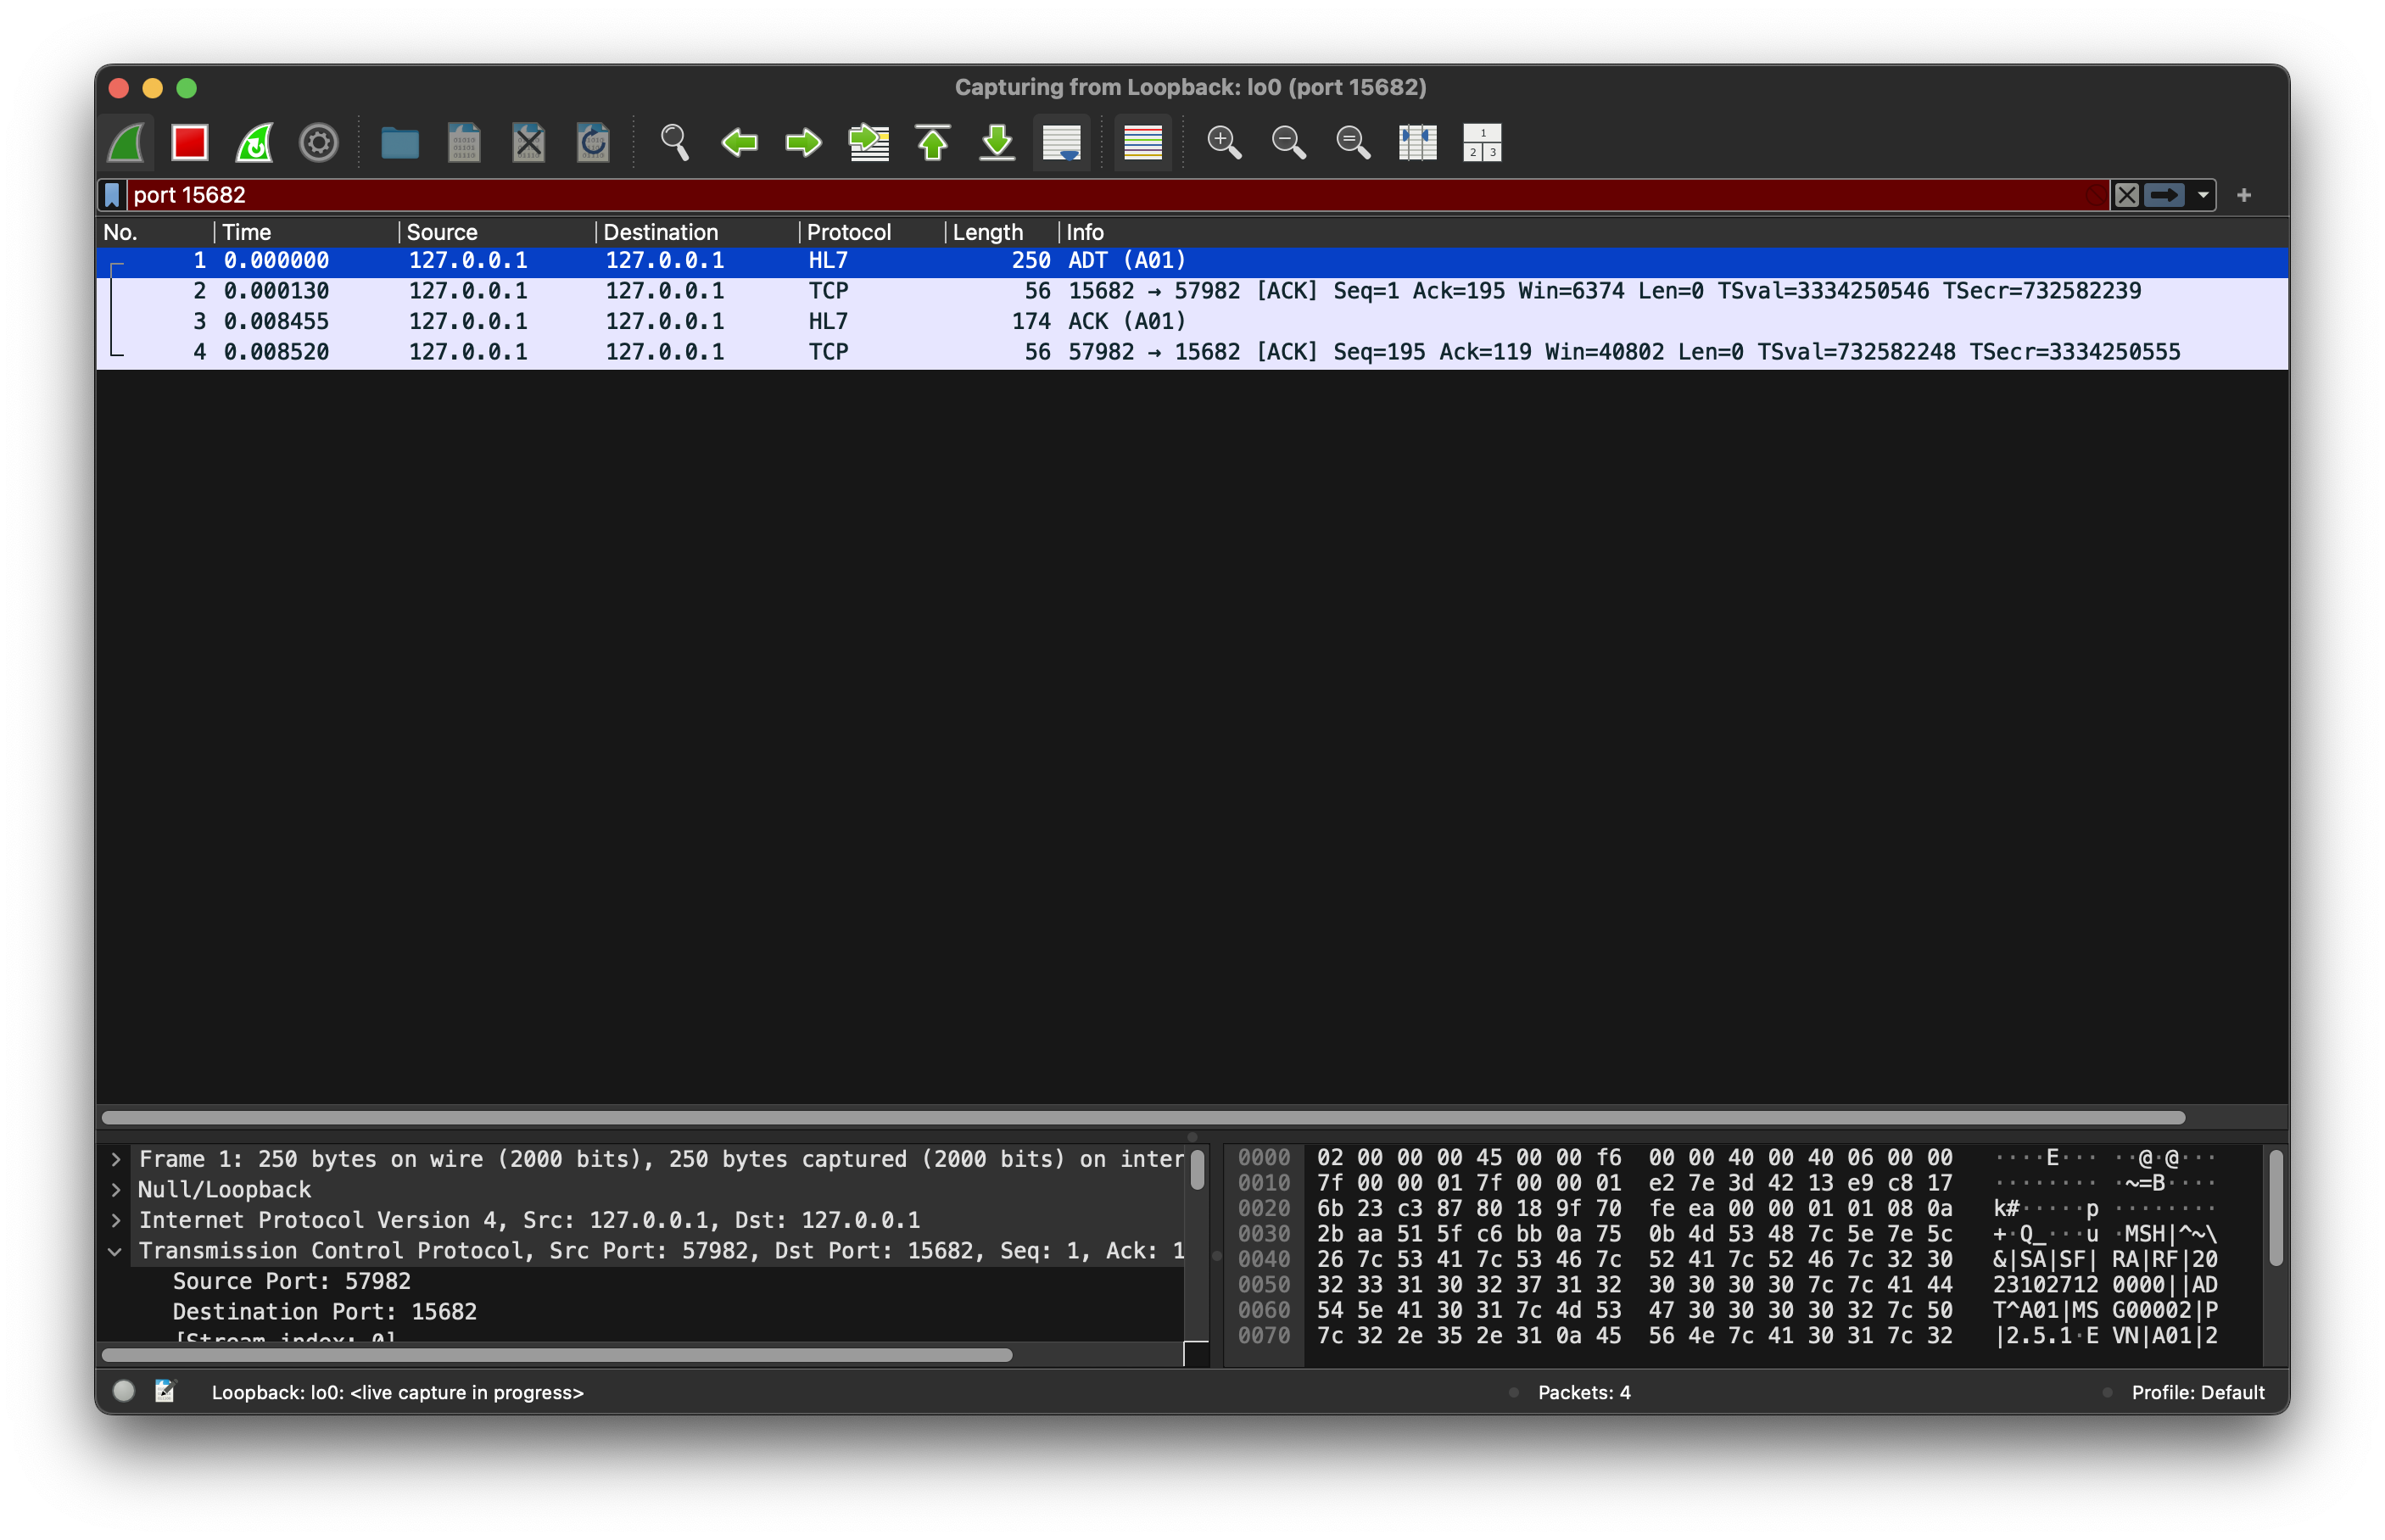 Capturing from Loopback: lo0 (port 15682)
port 15682
No. Time Source Destination Protocol Length Info
1 0.000000 127.0.0.1 127.0.0.1 HL7 250 ADT (A01)
2 0.000130 127.0.0.1 127.0.0.1 TCP 56 15682 → 57982 [ACK] Seq=1 Ack=195 Win=6374 Len=0 TSval=3334250546 TSecr=732582239
3 0.008455 127.0.0.1 127.0.0.1 HL7 174 ACK (A01)
4 0.008520 127.0.0.1 127.0.0.1 TCP 56 57982 → 15682 [ACK] Seq=195 Ack=119 Win=40802 Len=0 TSval=732582248 TSecr=3334250555
Frame 1: 250 bytes on wire (2000 bits), 250 bytes captured (2000 bits) on inter
Null/Loopback
Internet Protocol Version 4, Src: 127.0.0.1, Dst: 127.0.0.1
Transmission Control Protocol, Src Port: 57982, Dst Port: 15682, Seq: 1, Ack: 1
Source Port: 57982
Destination Port: 15682
[Stream index: 0]
0000 02 00 00 00 45 00 00 f6 00 00 40 00 40 06 00 00 ····E··· ··@·@···
0010 7f 00 00 01 7f 00 00 01 e2 7e 3d 42 13 e9 c8 17 ········ ·~=B····
0020 6b 23 c3 87 80 18 9f 70 fe ea 00 00 01 01 08 0a k#·····p ········
0030 2b aa 51 5f c6 bb 0a 75 0b 4d 53 48 7c 5e 7e 5c +·Q_···u ·MSH|^~\
0040 26 7c 53 41 7c 53 46 7c 52 41 7c 52 46 7c 32 30 &|SA|SF| RA|RF|20
0050 32 33 31 30 32 37 31 32 30 30 30 30 7c 7c 41 44 23102712 0000||AD
0060 54 5e 41 30 31 7c 4d 53 47 30 30 30 30 32 7c 50 T^A01|MS G00002|P
0070 7c 32 2e 35 2e 31 0a 45 56 4e 7c 41 30 31 7c 32 |2.5.1·E VN|A01|2
Loopback: lo0: <live capture in progress> Packets: 4 Profile: Default